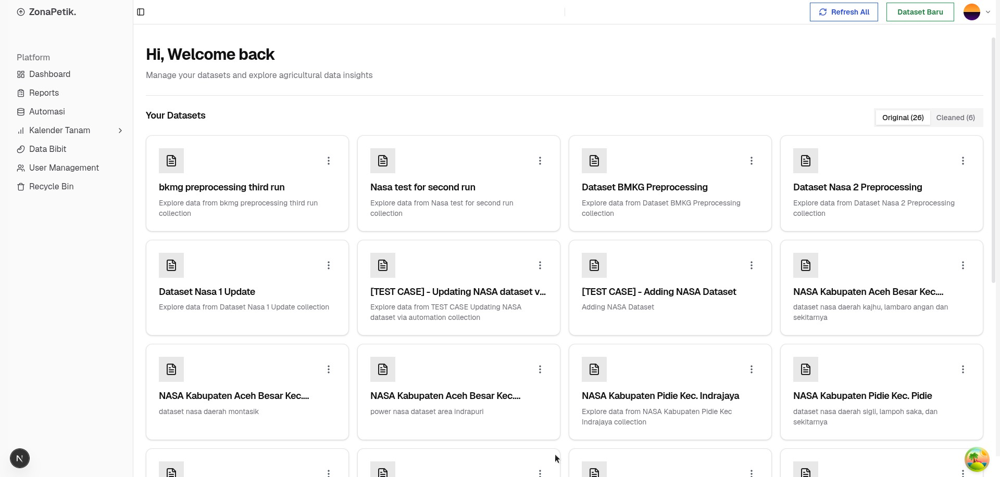 ZonaPetik.
Refresh All
Dataset Baru
Platform
Dashboard
Reports
Automasi
Kalender Tanam
Data Bibit
User Management
Recycle Bin
Hi, Welcome back
Manage your datasets and explore agricultural data insights
Your Datasets
Original (26)
Cleaned (6)
bkmg preprocessing third run
Explore data from bkmg preprocessing third run
collection
Nasa test for second run
Explore data from Nasa test for second run
collection
Dataset BMKG Preprocessing
Explore data from Dataset BMKG Preprocessing
collection
Dataset Nasa 2 Preprocessing
Explore data from Dataset Nasa 2 Preprocessing
collection
Dataset Nasa 1 Update
Explore data from Dataset Nasa 1 Update collection
[TEST CASE] - Updating NASA dataset v...
Explore data from TEST CASE Updating NASA
dataset via automation collection
[TEST CASE] - Adding NASA Dataset
Adding NASA Dataset
NASA Kabupaten Aceh Besar Kec....
dataset nasa daerah kajhu, lambaro angan dan
sekitarnya
NASA Kabupaten Aceh Besar Kec....
dataset nasa daerah montasik
NASA Kabupaten Aceh Besar Kec....
power nasa dataset area indrapuri
NASA Kabupaten Pidie Kec. Indrajaya
Explore data from NASA Kabupaten Pidie Kec
Indrajaya collection
NASA Kabupaten Pidie Kec. Pidie
dataset nasa daerah sigli, lampoh saka, dan
sekitarnya
N